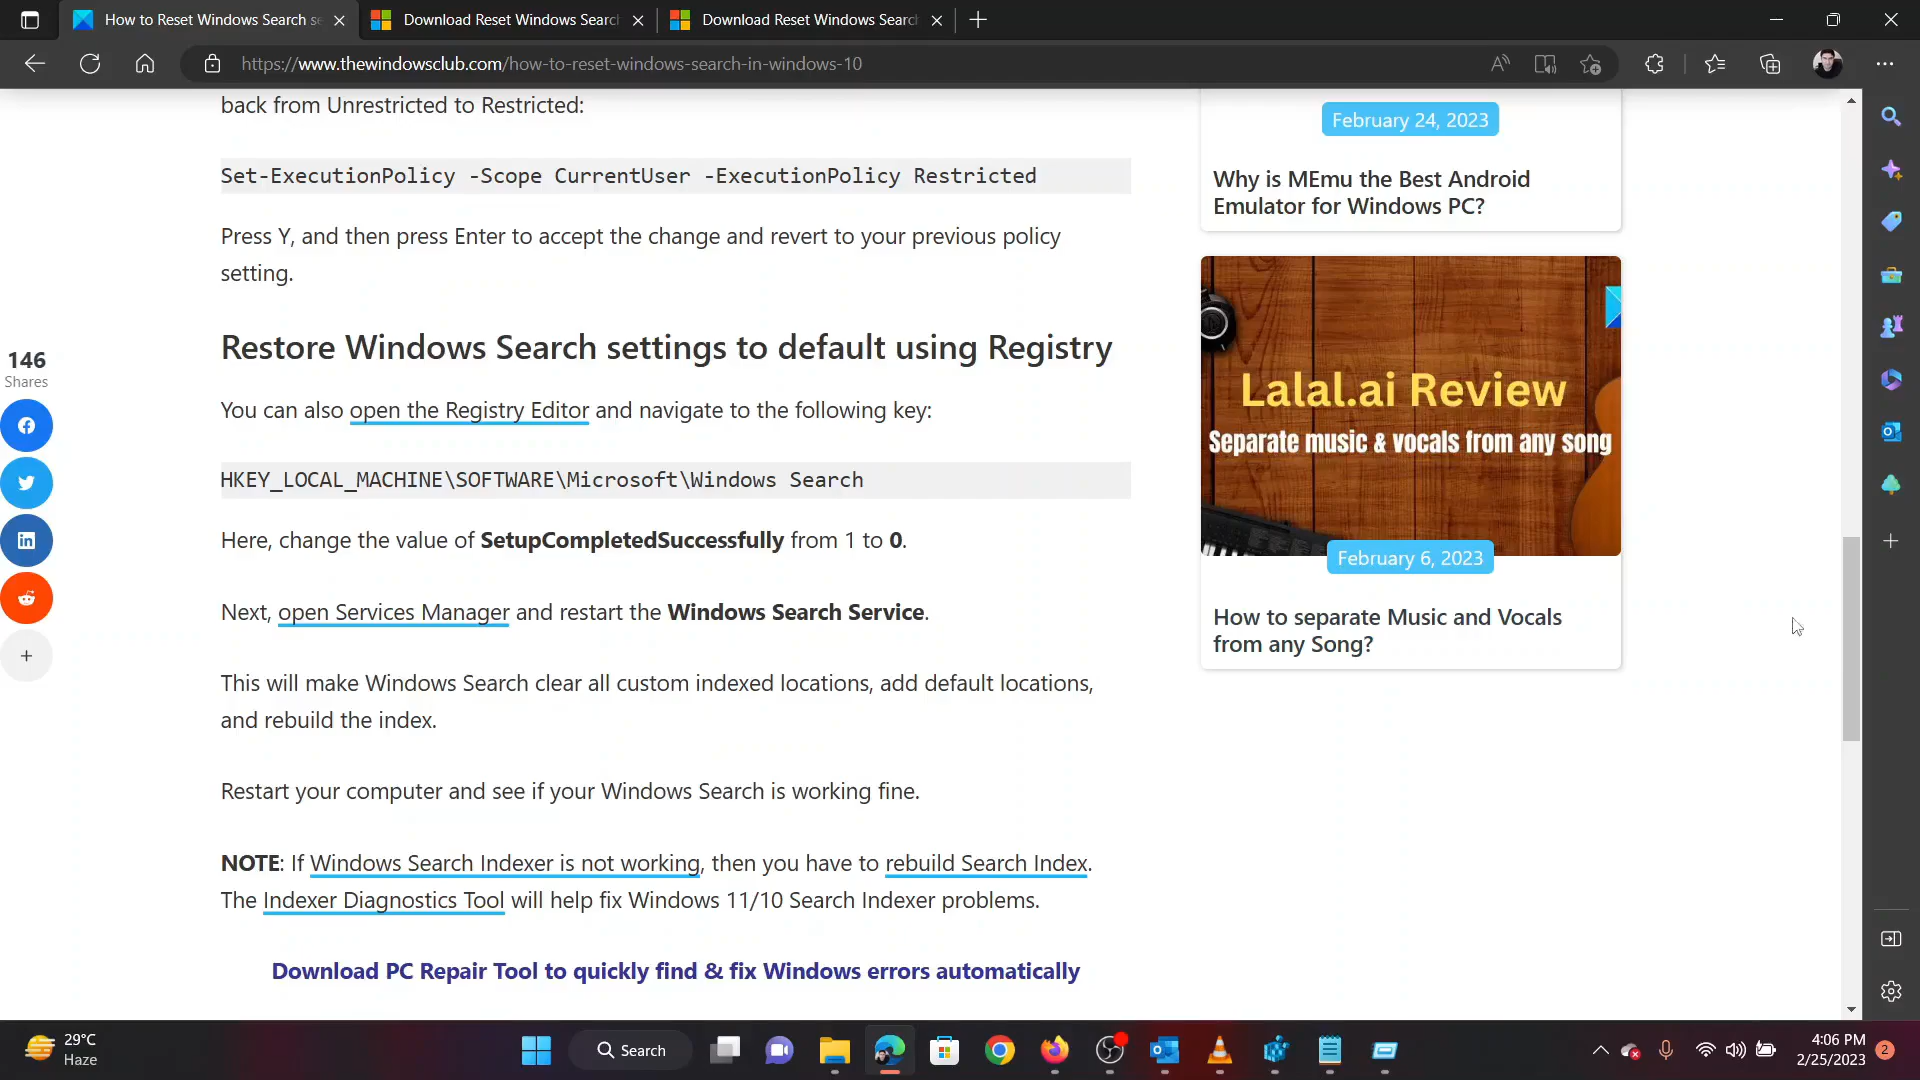 How to Reset Windows Search se
Download Reset Windows Search
Download Reset Windows Search
https://www.thewindowsclub.com/how-to-reset-windows-search-in-windows-10
back from Unrestricted to Restricted:
Set-ExecutionPolicy -Scope CurrentUser -ExecutionPolicy Restricted
Press Y, and then press Enter to accept the change and revert to your previous policy
setting.
Restore Windows Search settings to default using Registry
You can also open the Registry Editor and navigate to the following key:
HKEY_LOCAL_MACHINE\SOFTWARE\Microsoft\Windows Search
Here, change the value of SetupCompletedSuccessfully from 1 to 0.
Next, open Services Manager and restart the Windows Search Service.
This will make Windows Search clear all custom indexed locations, add default locations,
and rebuild the index.
Restart your computer and see if your Windows Search is working fine.
NOTE: If Windows Search Indexer is not working, then you have to rebuild Search Index.
The Indexer Diagnostics Tool will help fix Windows 11/10 Search Indexer problems.
Download PC Repair Tool to quickly find & fix Windows errors automatically
146
Shares
February 24, 2023
Why is MEmu the Best Android
Emulator for Windows PC?
Lalal.ai Review
Separate music & vocals from any song
February 6, 2023
How to separate Music and Vocals
from any Song?
29°C
Haze
Search
4:06 PM
2/25/2023
2